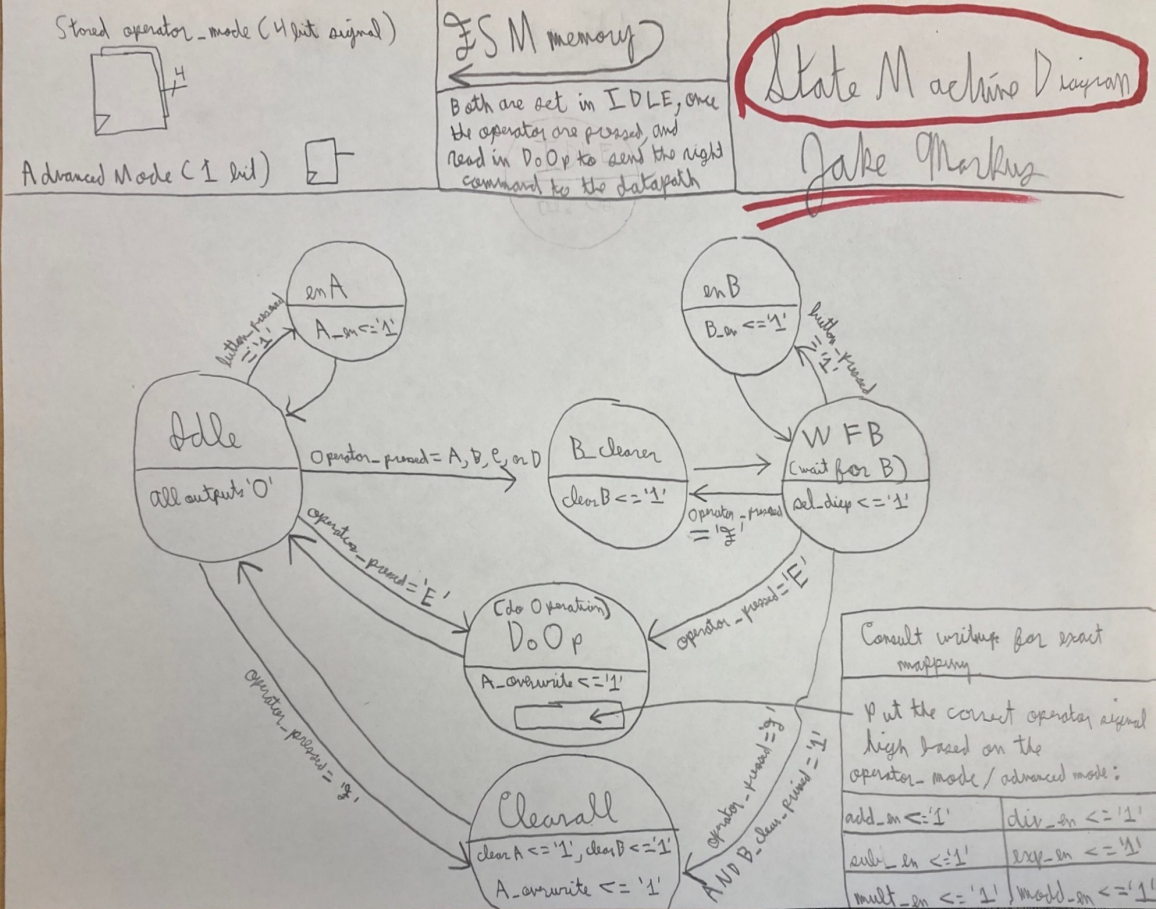 Stored operator_mode (4 bit signal)
4
Advanced Mode (1 bit)
FSM memory
Both are set in IDLE, once
the operator are pressed, and
read in DoOp to send the right
command to the datapath
State Machine Diagram
Jake Markus
enA
A_en <= '1'
button_pressed
= '1'
enB
B_en <= '1'
button_pressed
= '1'
Idle
all outputs '0'
Operator_pressed = A, B, C, or D
B_clearer
clearB <= '1'
WFB
(wait for B)
sel_disp <= '1'
Operator_pressed
= 'F'
operator_pressed = 'E'
operator_pressed = 'E'
(do Operation)
DoOp
A_overwrite <= '1'
operator_pressed = 'F'
operator_pressed = 'F'
AND B_clear_primed = '1'
Clearall
clearA <= '1', clearB <= '1'
A_overwrite <= '1'
Consult writeup for exact
mapping
Put the correct operator signal
high based on the
operator_mode / advanced mode:
add_en <= '1'
div_en <= '1'
sub_en <= '1'
exp_en <= '1'
mult_en <= '1'
modd_en <= '1'